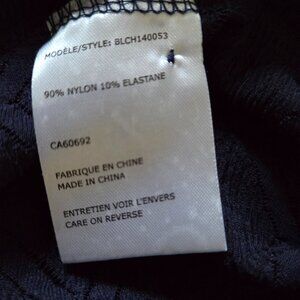 MODÈLE/STYLE: BLCH140053
90% NYLON 10% ELASTANE
CA60692
FABRIQUE EN CHINE
MADE IN CHINA
ENTRETIEN VOIR L'ENVERS
CARE ON REVERSE